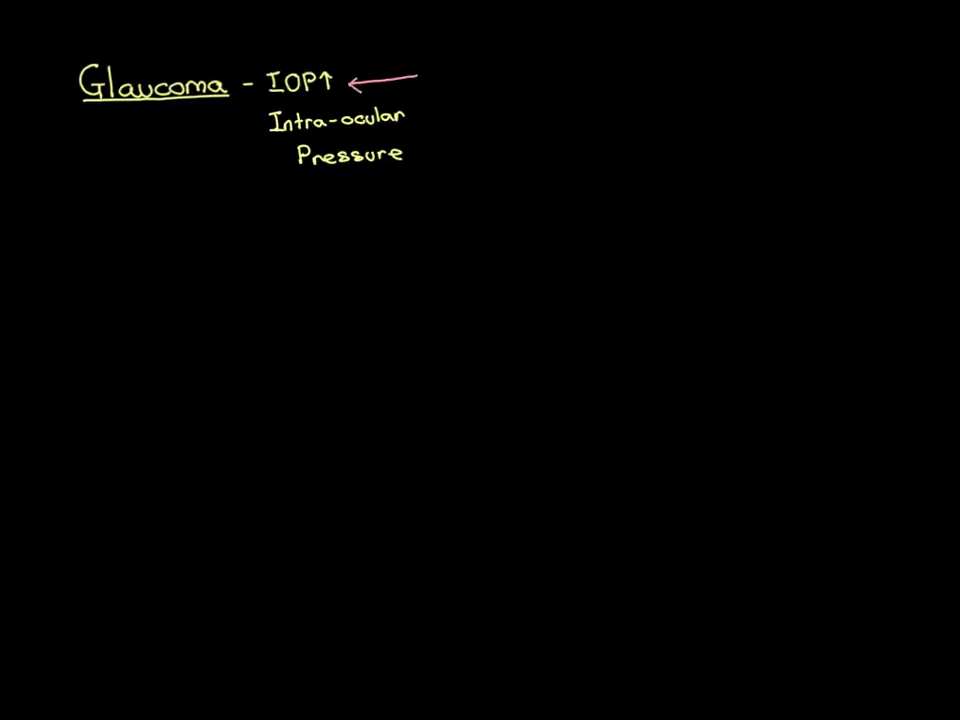 Glaucoma - IOP↑
Intra-ocular
Pressure